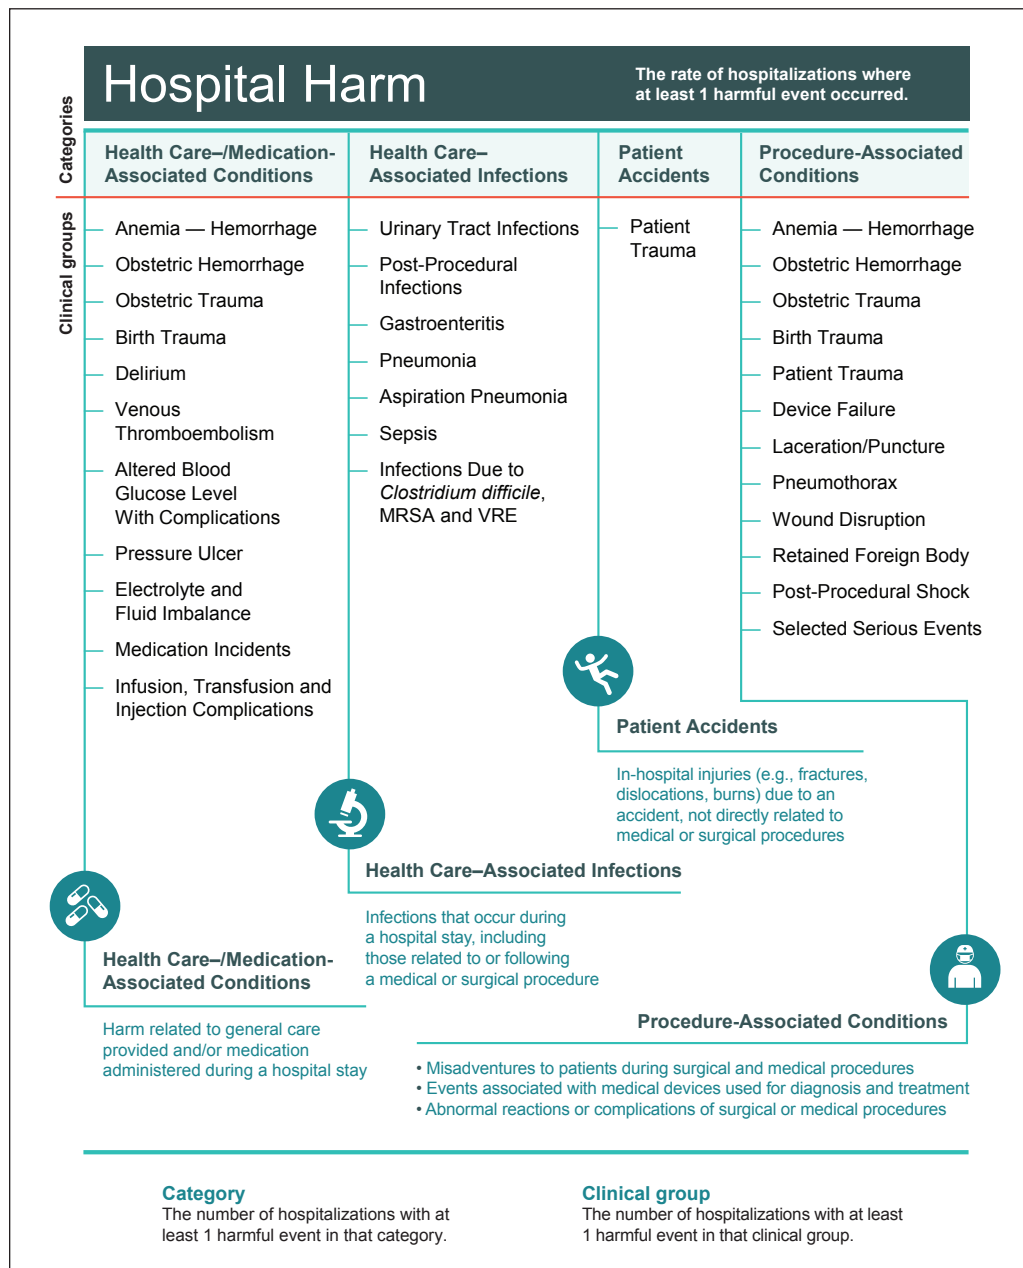 Hospital Harm
The rate of hospitalizations where
at least 1 harmful event occurred.
Categories
Health Care–/Medication-
Associated Conditions
Health Care–
Associated Infections
Patient
Accidents
Procedure-Associated
Conditions
Clinical groups
Anemia — Hemorrhage
Obstetric Hemorrhage
Obstetric Trauma
Birth Trauma
Delirium
Venous
Thromboembolism
Altered Blood
Glucose Level
With Complications
Pressure Ulcer
Electrolyte and
Fluid Imbalance
Medication Incidents
Infusion, Transfusion and
Injection Complications
Urinary Tract Infections
Post-Procedural
Infections
Gastroenteritis
Pneumonia
Aspiration Pneumonia
Sepsis
Infections Due to
Clostridium difficile,
MRSA and VRE
Patient
Trauma
Anemia — Hemorrhage
Obstetric Hemorrhage
Obstetric Trauma
Birth Trauma
Patient Trauma
Device Failure
Laceration/Puncture
Pneumothorax
Wound Disruption
Retained Foreign Body
Post-Procedural Shock
Selected Serious Events
Patient Accidents
In-hospital injuries (e.g., fractures,
dislocations, burns) due to an
accident, not directly related to
medical or surgical procedures
Health Care–Associated Infections
Infections that occur during
a hospital stay, including
those related to or following
a medical or surgical procedure
Health Care–/Medication-
Associated Conditions
Harm related to general care
provided and/or medication
administered during a hospital stay
Procedure-Associated Conditions
• Misadventures to patients during surgical and medical procedures
• Events associated with medical devices used for diagnosis and treatment
• Abnormal reactions or complications of surgical or medical procedures
Category
The number of hospitalizations with at
least 1 harmful event in that category.
Clinical group
The number of hospitalizations with at least
1 harmful event in that clinical group.